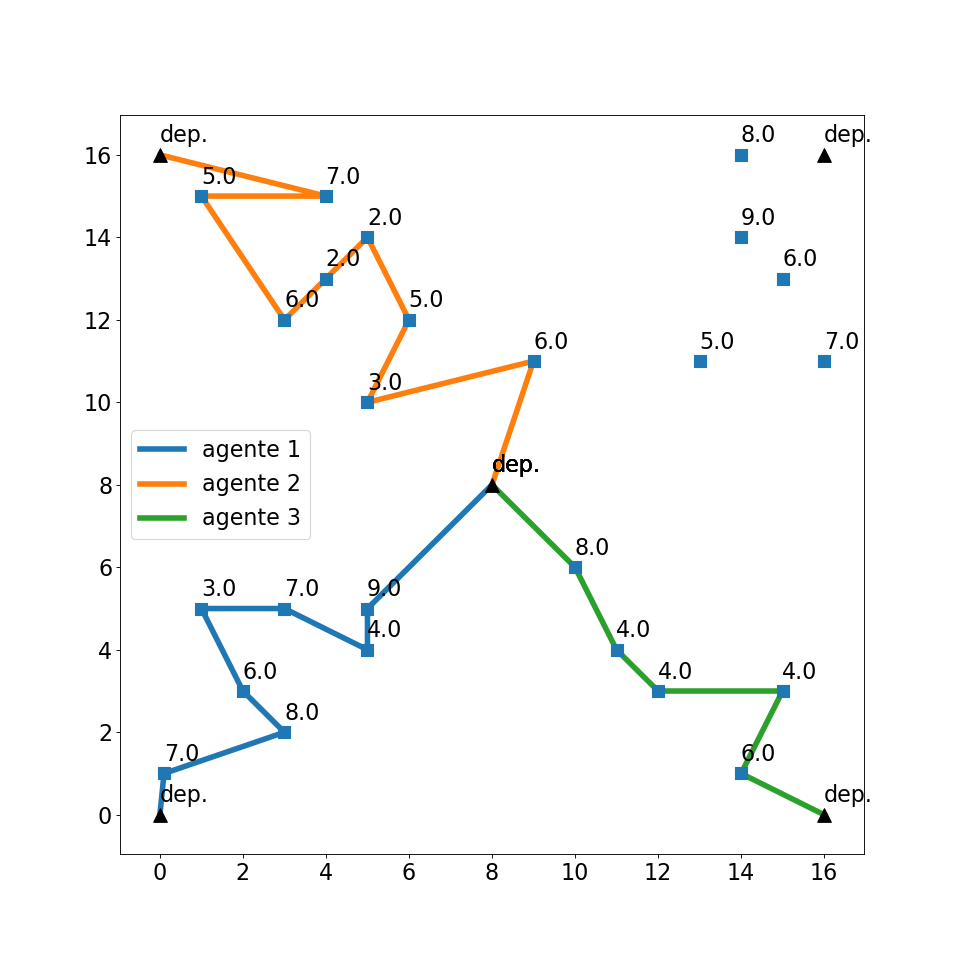 dep. 8.0 dep.
16
5.0 7.0
2.0 9.0
14
2.0 6.0
6.0 5.0
12
6.0 5.0 7.0
3.0
10
agente 1
agente 2
agente 3
dep.
8
8.0
6
3.0 7.0 9.0
4.0 4.0
4
6.0 4.0 4.0
8.0
2
7.0 6.0
dep. dep.
0
0 2 4 6 8 10 12 14 16